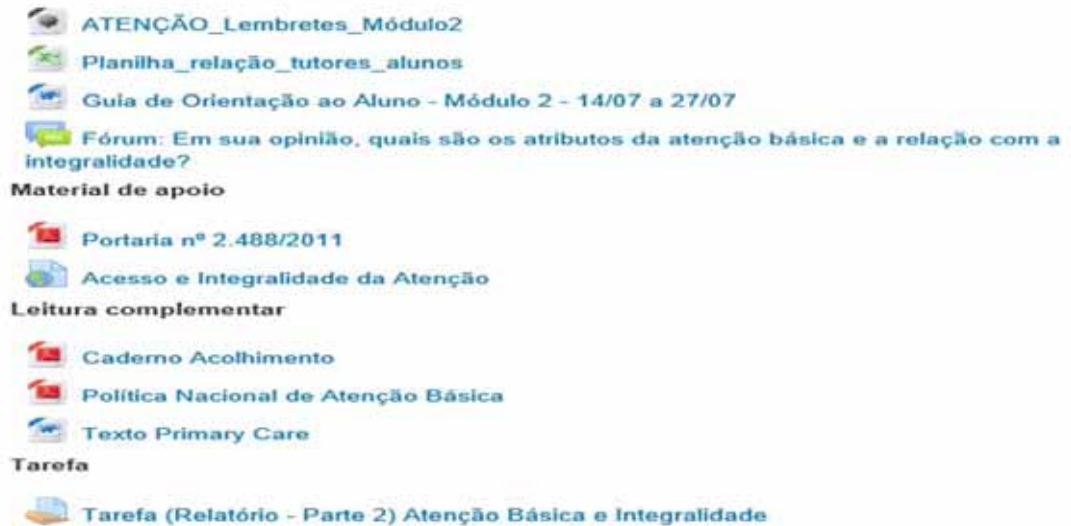 ATENÇÃO_Lembretes_Módulo2
Planilha_relação_tutores_alunos
Guia de Orientação ao Aluno - Módulo 2 - 14/07 a 27/07
Fórum: Em sua opinião, quais são os atributos da atenção básica e a relação com a
integralidade?
Material de apoio
Portaria nº 2.488/2011
Acesso e Integralidade da Atenção
Leitura complementar
Caderno Acolhimento
Política Nacional de Atenção Básica
Texto Primary Care
Tarefa
Tarefa (Relatório - Parte 2) Atenção Básica e Integralidade